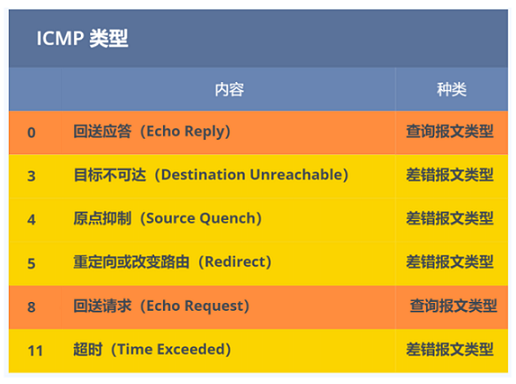 ICMP 类型
内容 种类
0 回送应答（Echo Reply） 查询报文类型
3 目标不可达（Destination Unreachable） 差错报文类型
4 原点抑制（Source Quench） 差错报文类型
5 重定向或改变路由（Redirect） 差错报文类型
8 回送请求（Echo Request） 查询报文类型
11 超时（Time Exceeded） 差错报文类型